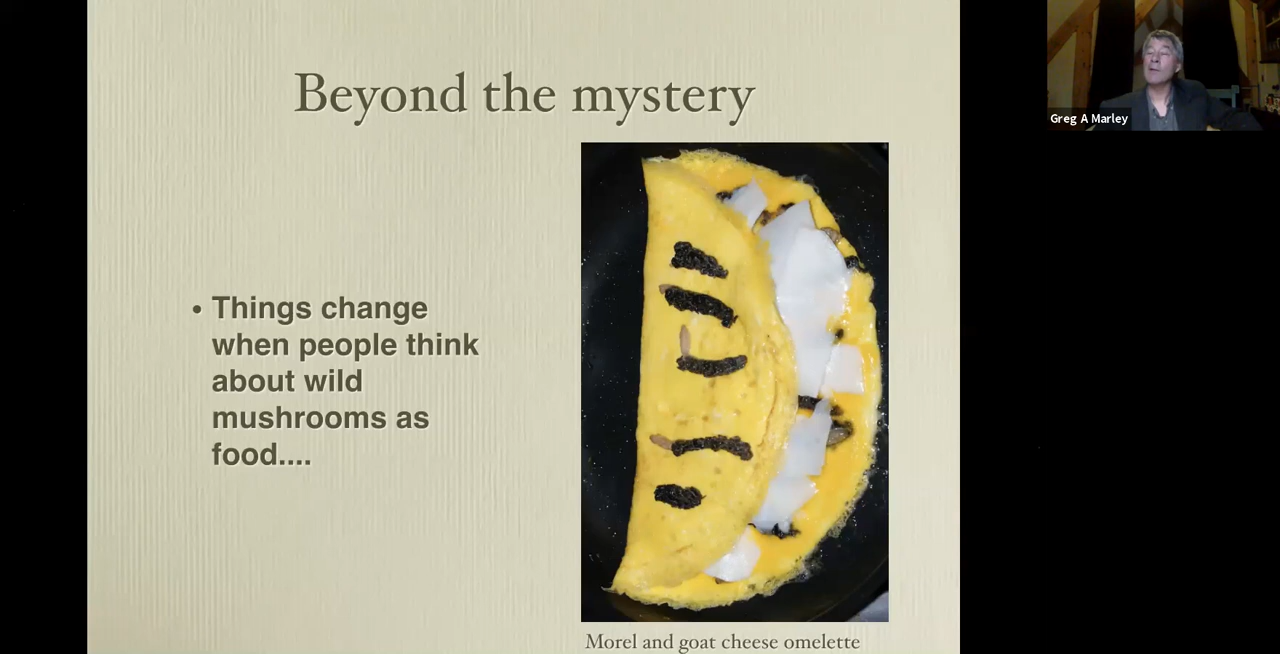 Beyond the mystery
Greg A Marley
• Things change
when people think
about wild
mushrooms as
food....
Morel and goat cheese omelette